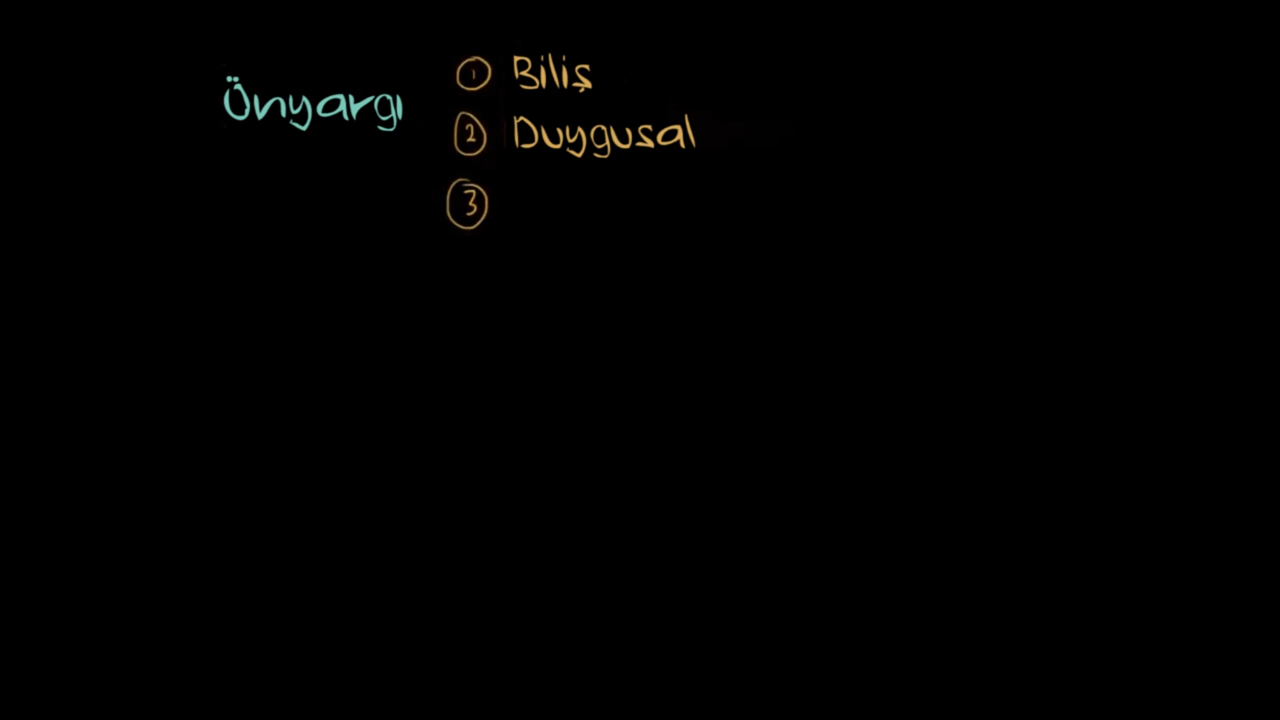 Önyargı
① Biliş
② Duygusal
③